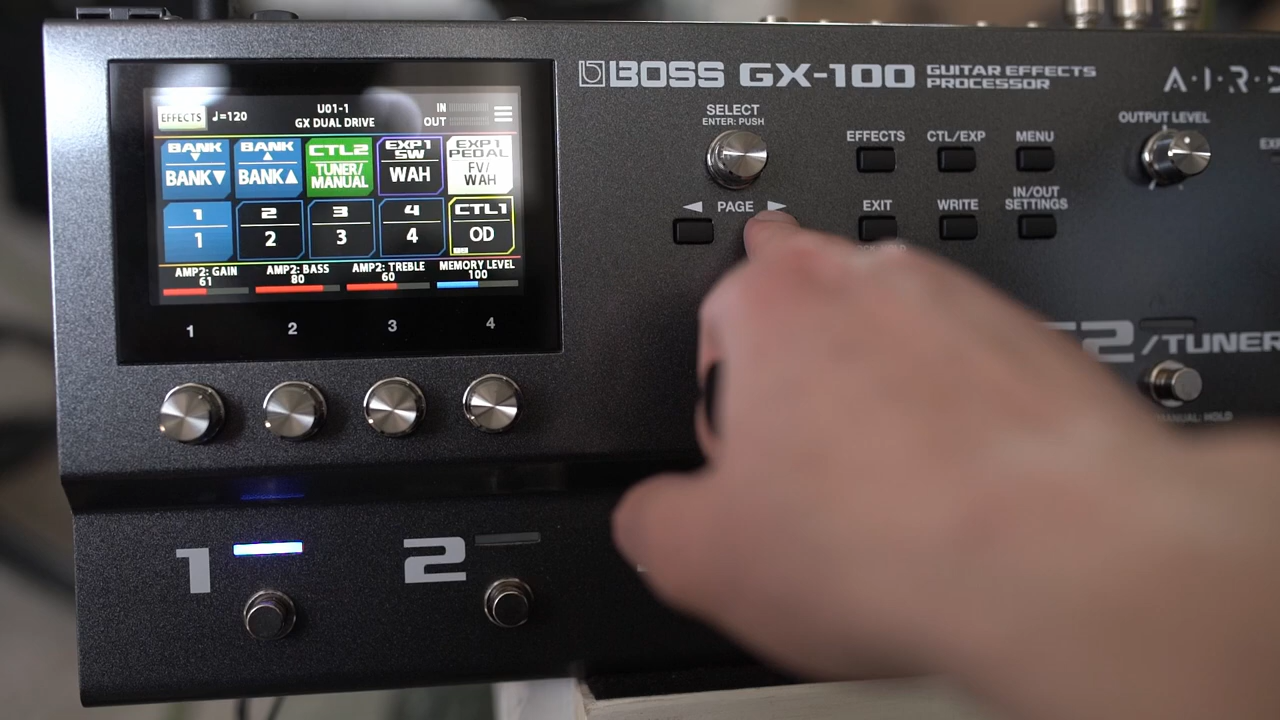 BOSS GX-100 GUITAR EFFECTS
PROCESSOR
A·I·R·D
EFFECTS ♩=120 U01-1 IN
GX DUAL DRIVE OUT
BANK BANK CTL2 EXP1 EXP1
▼ ▲ SW PEDAL
BANK▼ BANK▲ TUNER/ WAH FV/
MANUAL WAH
1 2 3 4 CTL1
1 2 3 4 OD
AMP2: GAIN AMP2: BASS AMP2: TREBLE MEMORY LEVEL
61 80 60 100
1 2 3 4
SELECT
ENTER: PUSH
◀ PAGE ▶
EFFECTS CTL/EXP MENU
EXIT WRITE IN/OUT
SETTINGS
OUTPUT LEVEL
2 /TUNER
MANUAL: HOLD
1 2